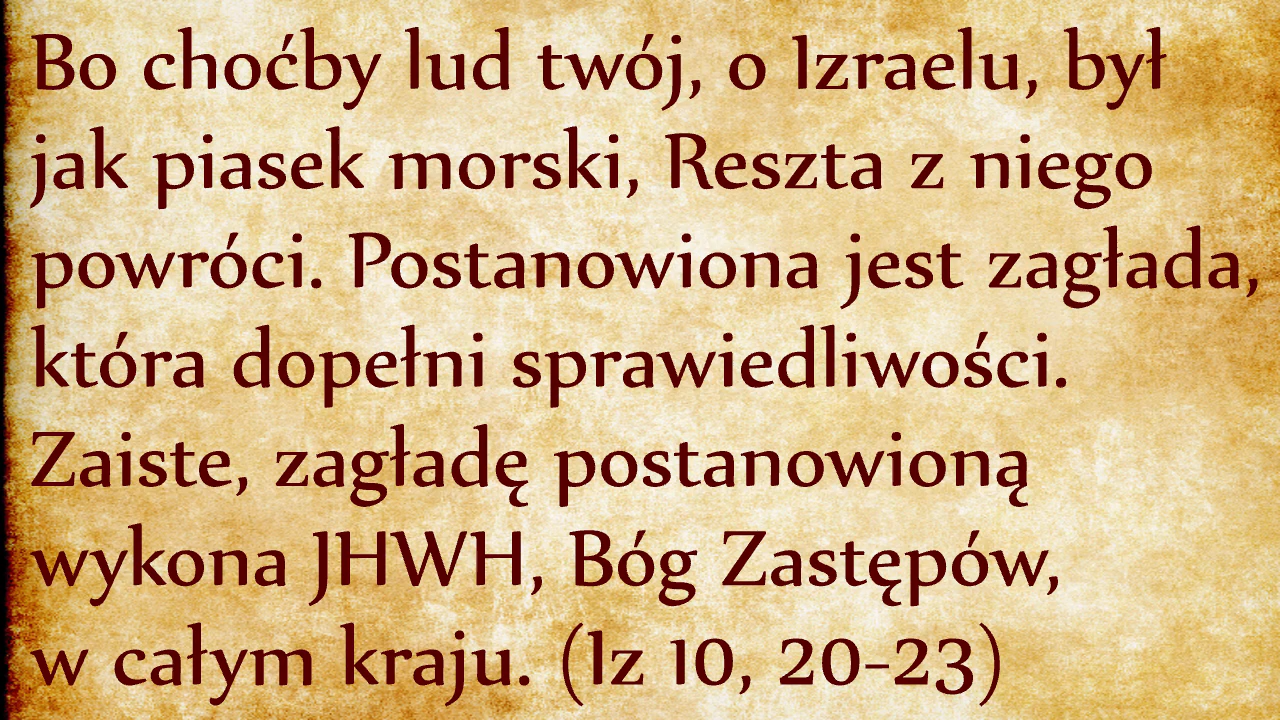 Bo choćby lud twój, o Izraelu, był
jak piasek morski, Reszta z niego
powróci. Postanowiona jest zagłada,
która dopełni sprawiedliwości.
Zaiste, zagładę postanowioną
wykona JHWH, Bóg Zastępów,
w całym kraju. (Iz 10, 20-23)